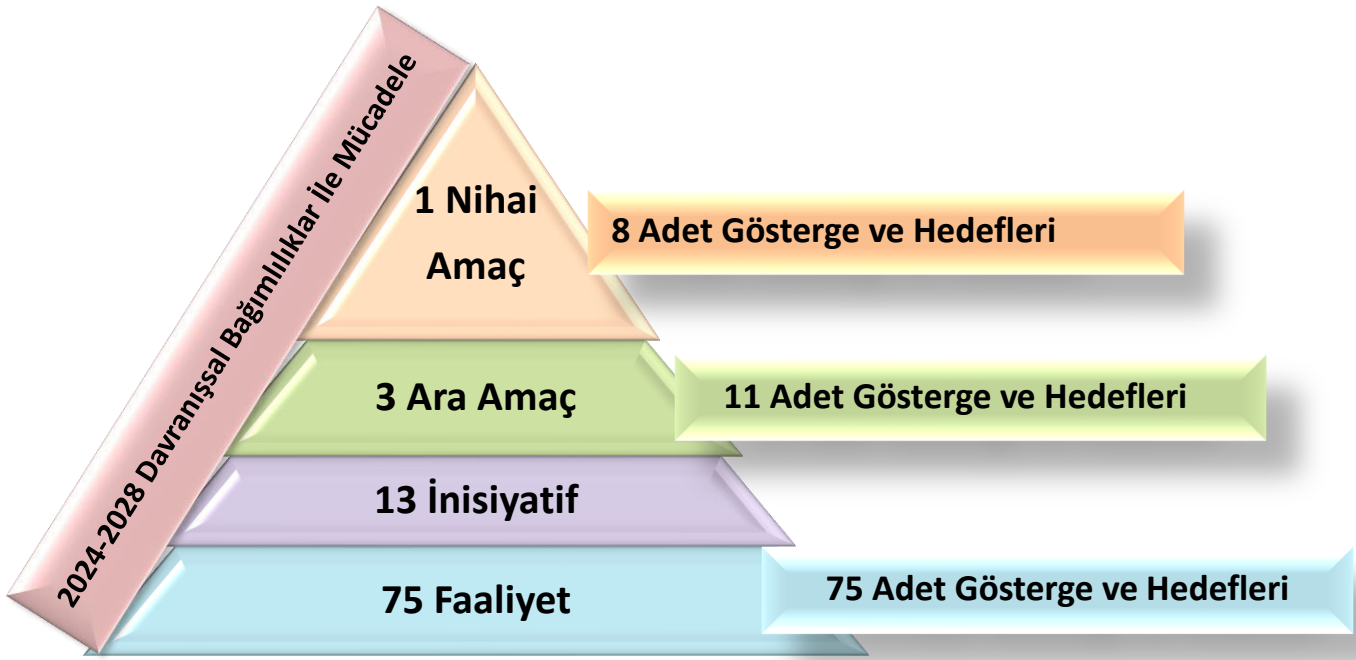 2024-2028 Davranışsal Bağımlılıklar İle Mücadele
1 Nihai
Amaç
8 Adet Gösterge ve Hedefleri
3 Ara Amaç
11 Adet Gösterge ve Hedefleri
13 İnisiyatif
75 Faaliyet
75 Adet Gösterge ve Hedefleri